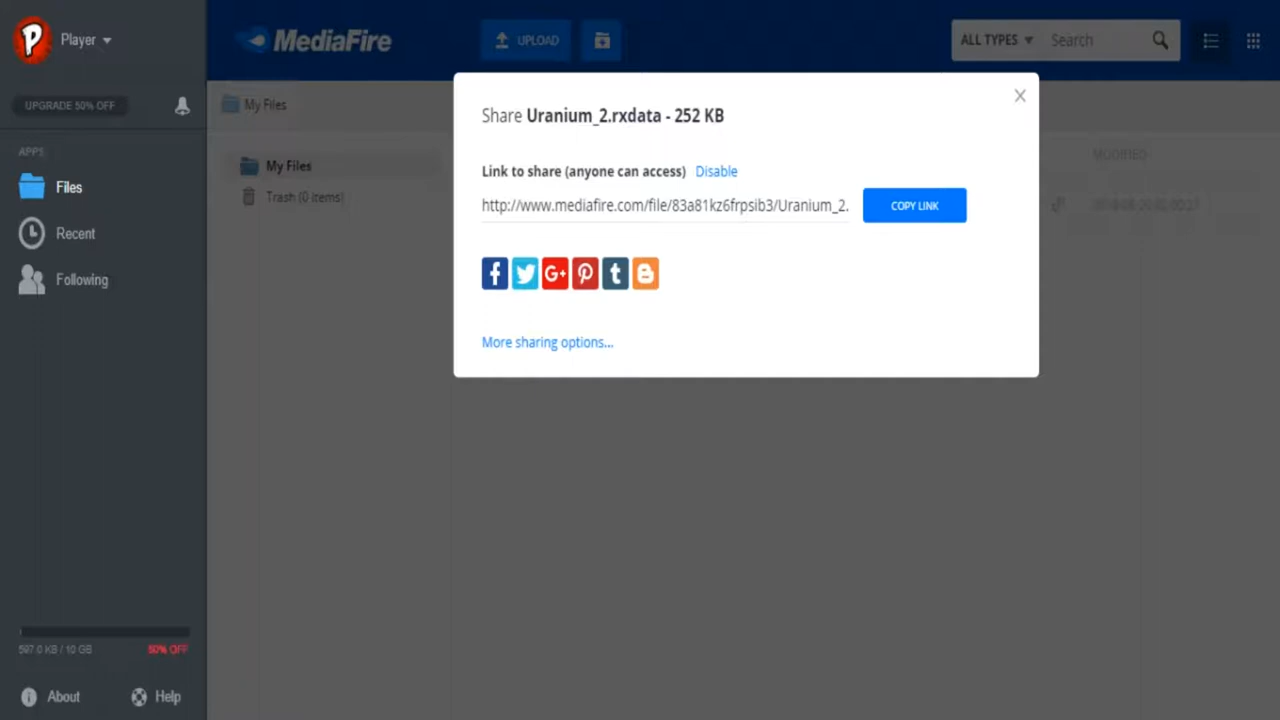 Player
MediaFire
UPLOAD
ALL TYPES
Search
UPGRADE 50% OFF
My Files
APPS
Files
Recent
Following
My Files
Trash (0 items)
MODIFIED
Share Uranium_2.rxdata - 252 KB
Link to share (anyone can access) Disable
http://www.mediafire.com/file/83a81kz6frpsib3/Uranium_2.
COPY LINK
More sharing options...
597.0 KB / 10 GB
50% OFF
About
Help